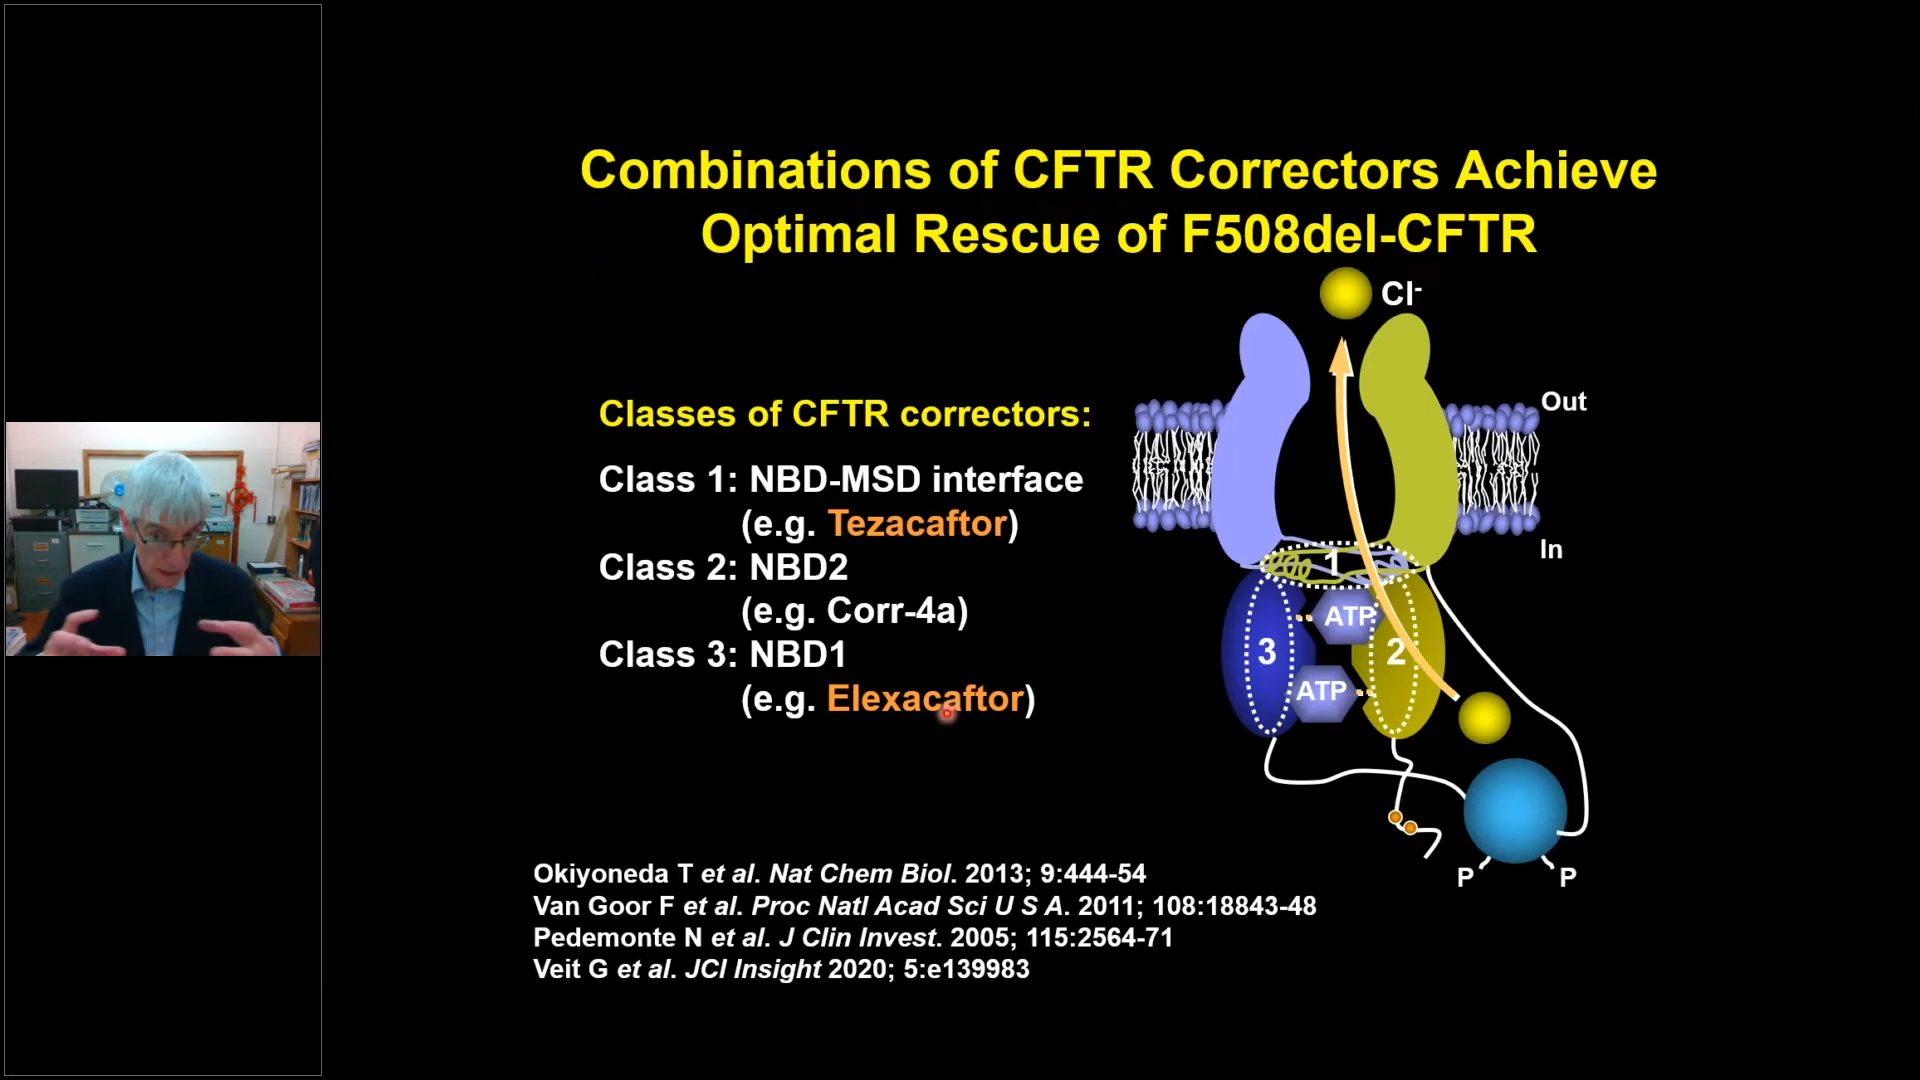 Combinations of CFTR Correctors Achieve
Optimal Rescue of F508del-CFTR
Cl-
Classes of CFTR correctors:
Class 1: NBD-MSD interface
(e.g. Tezacaftor)
Class 2: NBD2
(e.g. Corr-4a)
Class 3: NBD1
(e.g. Elexacaftor)
Out
In
1
ATP
3
2
ATP
P
P
Okiyoneda T et al. Nat Chem Biol. 2013; 9:444-54
Van Goor F et al. Proc Natl Acad Sci U S A. 2011; 108:18843-48
Pedemonte N et al. J Clin Invest. 2005; 115:2564-71
Veit G et al. JCI Insight 2020; 5:e139983